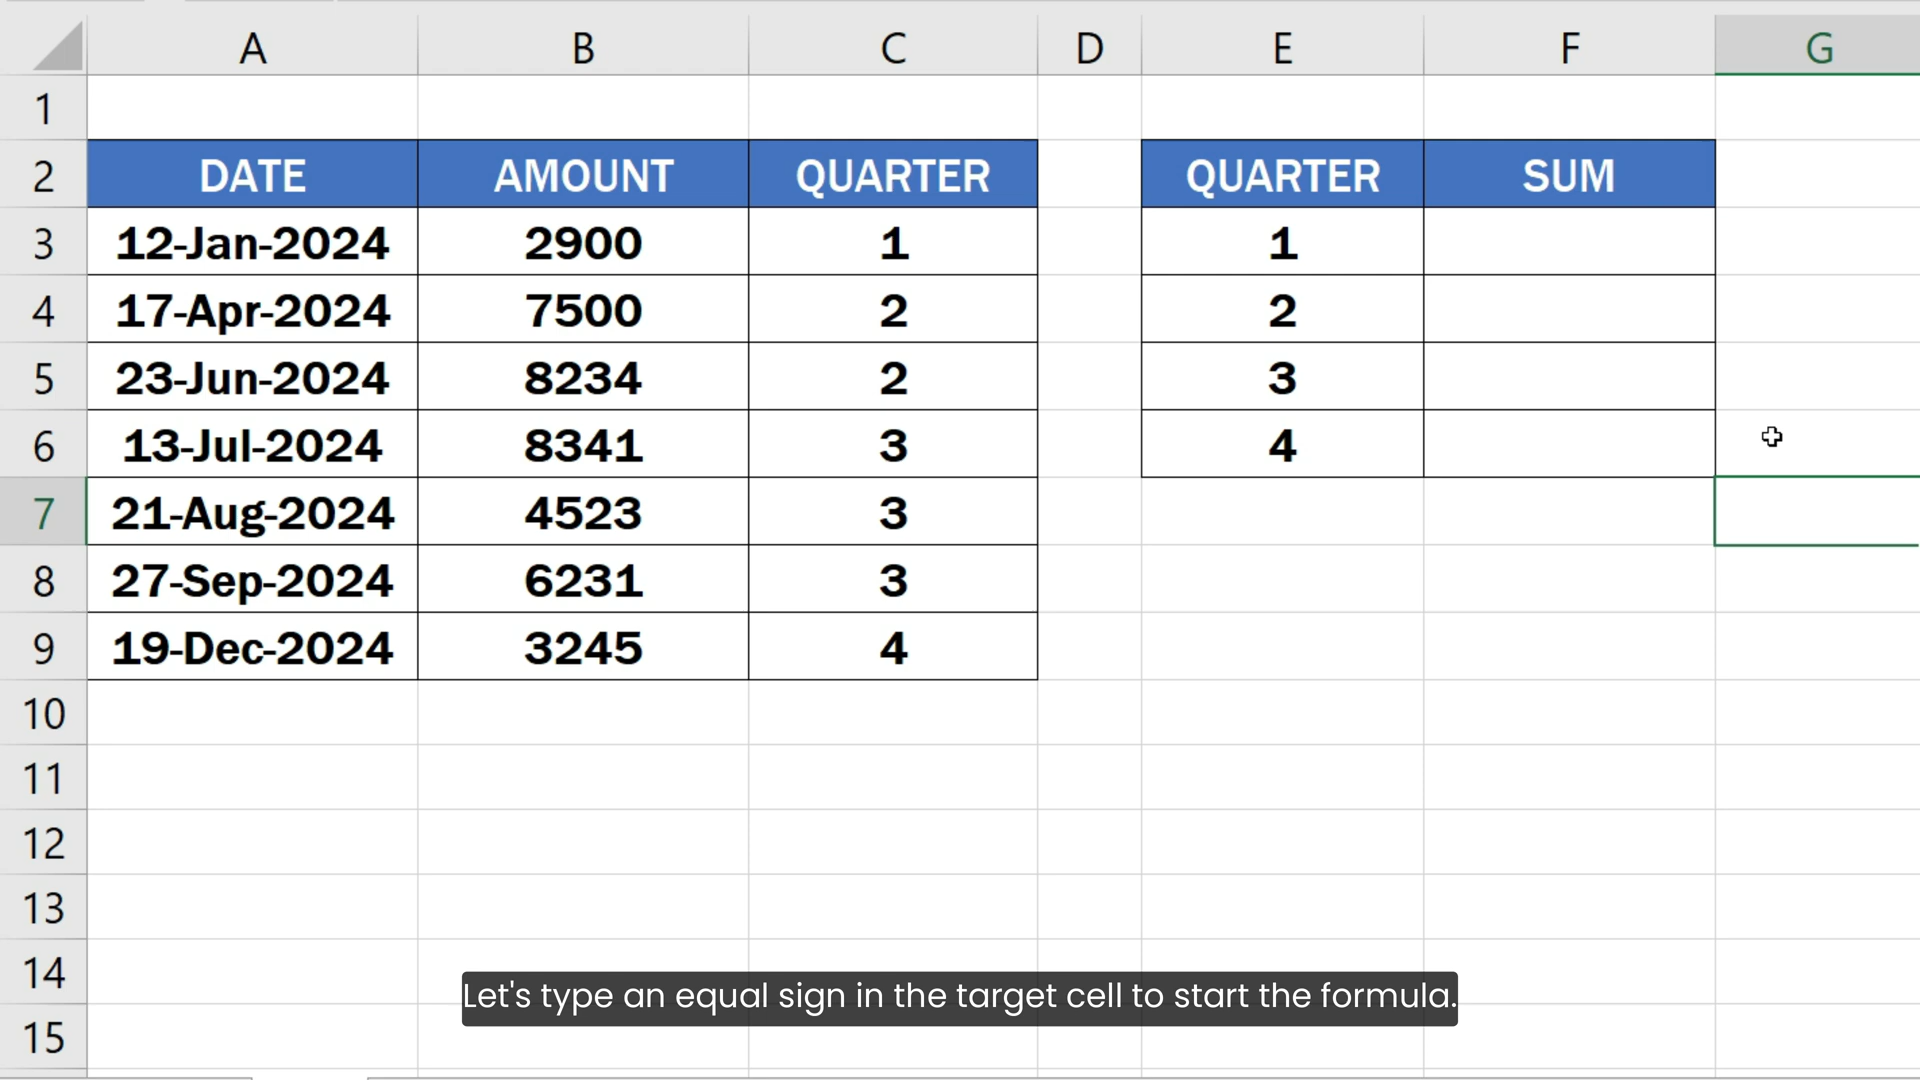 A B C D E F G
1
2 DATE AMOUNT QUARTER QUARTER SUM
3 12-Jan-2024 2900 1 1
4 17-Apr-2024 7500 2 2
5 23-Jun-2024 8234 2 3
6 13-Jul-2024 8341 3 4
7 21-Aug-2024 4523 3
8 27-Sep-2024 6231 3
9 19-Dec-2024 3245 4
10
11
12
13
14
15
Let's type an equal sign in the target cell to start the formula.